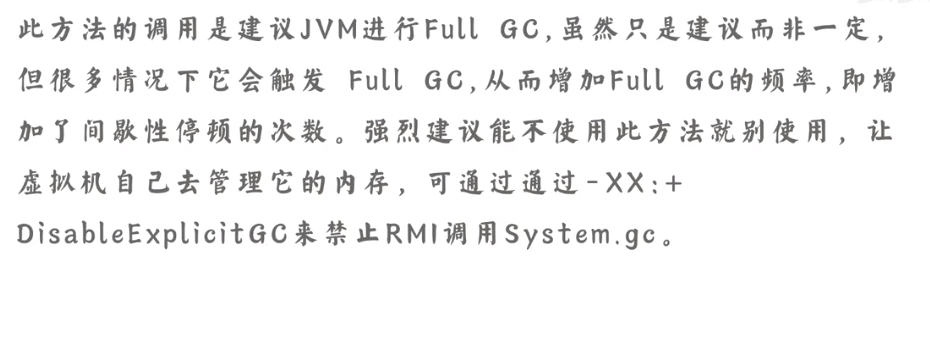 此方法的调用是建议JVM进行Full GC,虽然只是建议而非一定,
但很多情况下它会触发 Full GC,从而增加Full GC的频率,即增
加了间歇性停顿的次数。强烈建议能不使用此方法就别使用，让
虚拟机自己去管理它的内存，可通过通过-XX:+
DisableExplicitGC来禁止RMI调用System.gc。